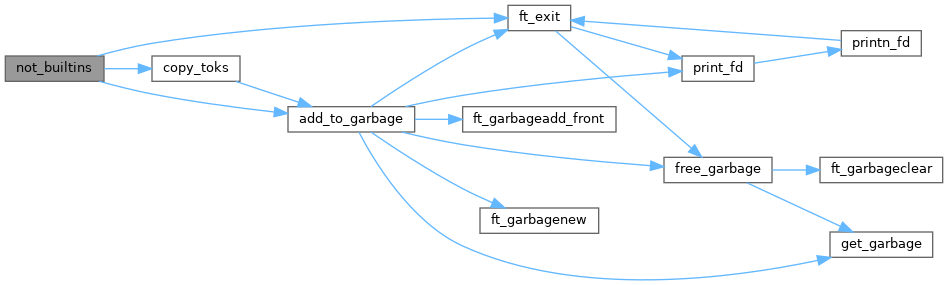 not_builtins
copy_toks
add_to_garbage
ft_exit
print_fd
printn_fd
ft_garbageadd_front
free_garbage
ft_garbageclear
ft_garbagenew
get_garbage